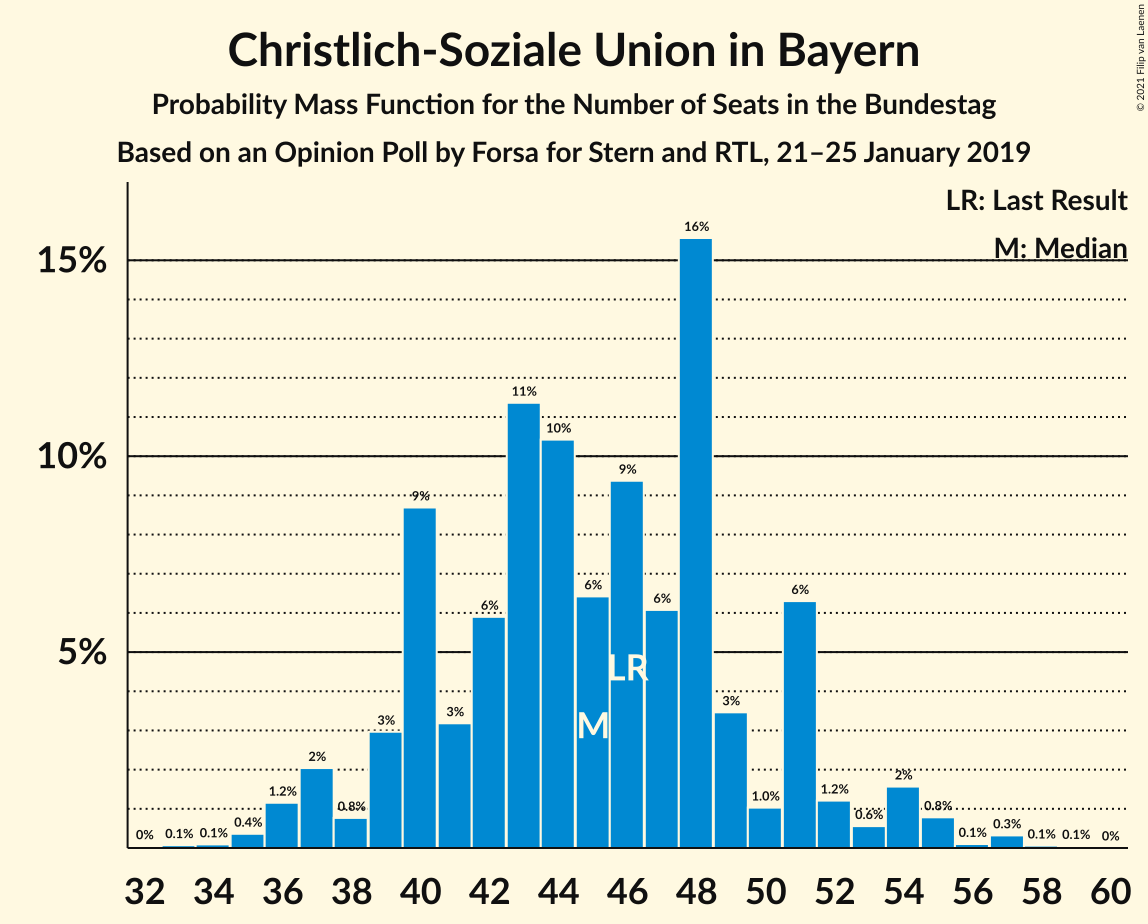 Christlich-Soziale Union in Bayern
Probability Mass Function for the Number of Seats in the Bundestag
Based on an Opinion Poll by Forsa for Stern and RTL, 21–25 January 2019
© 2021 Filip van Laenen
LR: Last Result
M: Median
15%
10%
5%
0% 0.1% 0.1% 0.4% 1.2% 2% 0.8% 3% 9% 3% 6% 11% 10% 6% 9% 6% 16% 3% 1.0% 6% 1.2% 0.6% 2% 0.8% 0.1% 0.3% 0.1% 0.1% 0%
LR
M
32 34 36 38 40 42 44 46 48 50 52 54 56 58 60